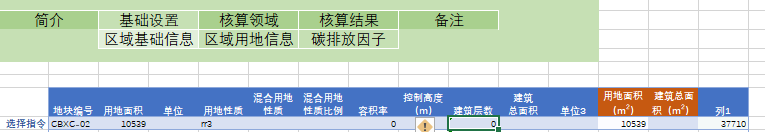 简介 基础设置 核算领域 核算结果 备注
区域基础信息 区域用地信息 碳排放因子
地块编号 用地面积 单位 用地性质 混合用地性质 混合用地性质比例 容积率 控制高度(m) 建筑层数 建筑总面积 单位3 用地面积(m²) 建筑总面积(m²) 列1
选择指令 CBXC-02 10539 rr3 0 0 10539 37710